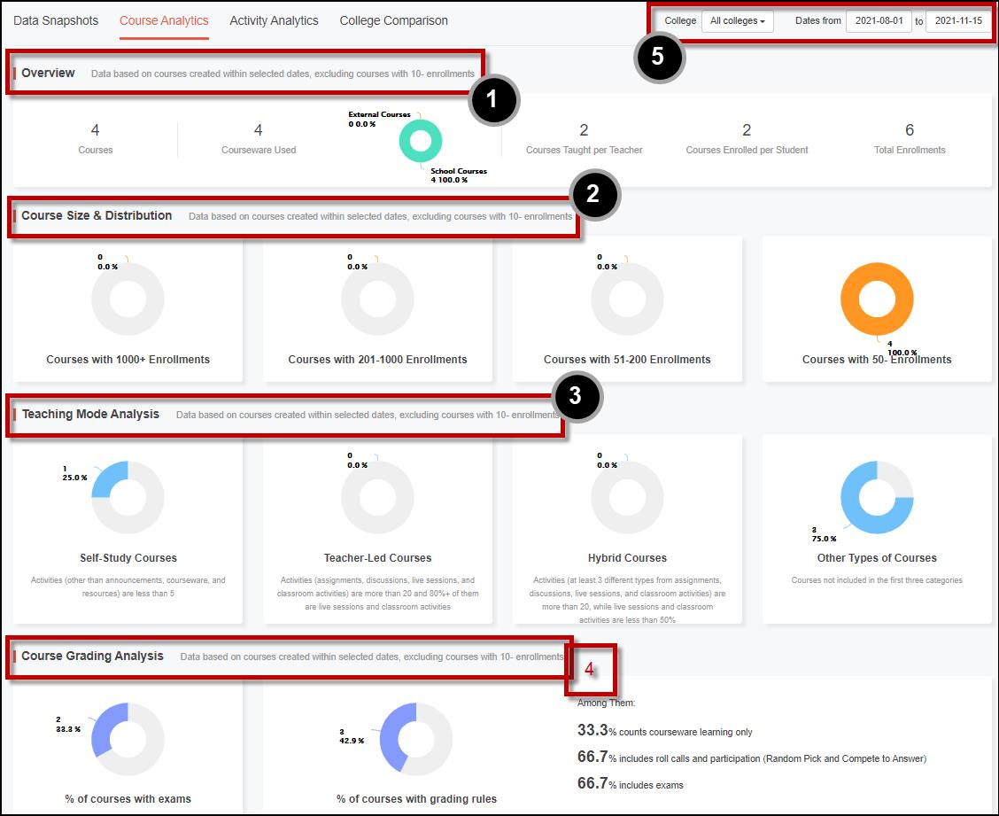 Data Snapshots Course Analytics Activity Analytics College Comparison College All colleges Dates from 2021-08-01 to 2021-11-15
5
Overview Data based on courses created within selected dates, excluding courses with 10- enrollments
1
External Courses
0 0.0 %
4 4 2 2 6
Courses Courseware Used Courses Taught per Teacher Courses Enrolled per Student Total Enrollments
School Courses
4 100.0 %
2
Course Size & Distribution Data based on courses created within selected dates, excluding courses with 10- enrollments
0 0 0
0.0 % 0.0 % 0.0 %
4
100.0 %
Courses with 1000+ Enrollments Courses with 201-1000 Enrollments Courses with 51-200 Enrollments Courses with 50- Enrollments
3
Teaching Mode Analysis Data based on courses created within selected dates, excluding courses with 10- enrollments
1
25.0 %
0
0.0 %
0
0.0 %
3
75.0 %
Self-Study Courses
Activities (other than announcements, courseware, and
resources) are less than 5
Teacher-Led Courses
Activities (assignments, discussions, live sessions, and
classroom activities) are more than 20 and 80%+ of them
are live sessions and classroom activities
Hybrid Courses
Activities (at least 3 different types from assignments,
discussions, live sessions, and classroom activities) are
more than 20, while live sessions and classroom
activities are less than 50%
Other Types of Courses
Courses not included in the first three categories
Course Grading Analysis Data based on courses created within selected dates, excluding courses with 10- enrollments
4
2
33.3 %
% of courses with exams
3
42.9 %
% of courses with grading rules
Among Them:
33.3% counts courseware learning only
66.7% includes roll calls and participation (Random Pick and Compete to Answer)
66.7% includes exams